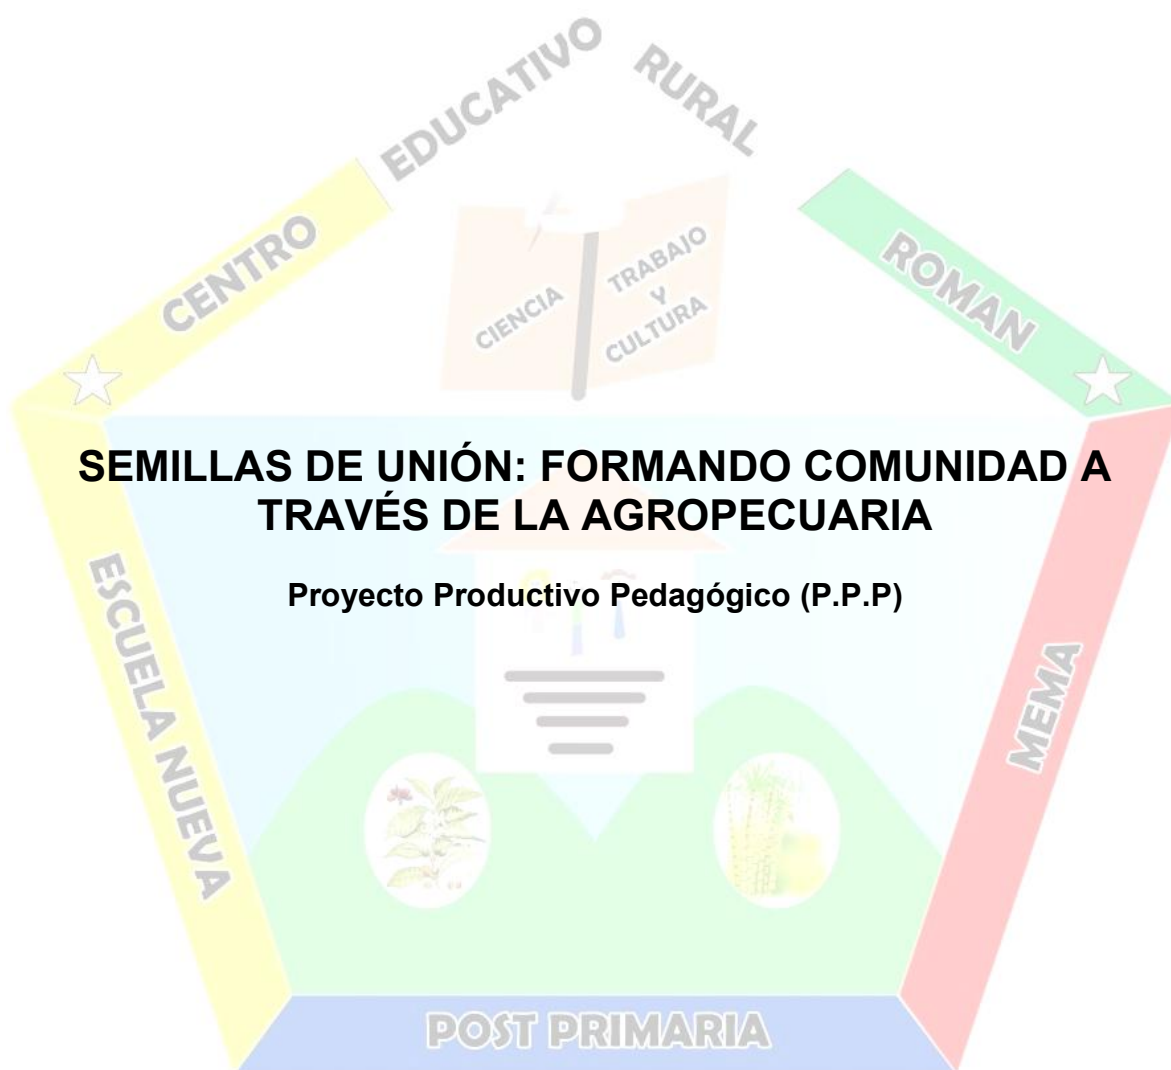 EDUCATIVO RURAL
CENTRO
ROMAN
CIENCIA
TRABAJO
Y
CULTURA
SEMILLAS DE UNIÓN: FORMANDO COMUNIDAD A
TRAVÉS DE LA AGROPECUARIA
Proyecto Productivo Pedagógico (P.P.P)
ESCUELA NUEVA
MEMA
POST PRIMARIA